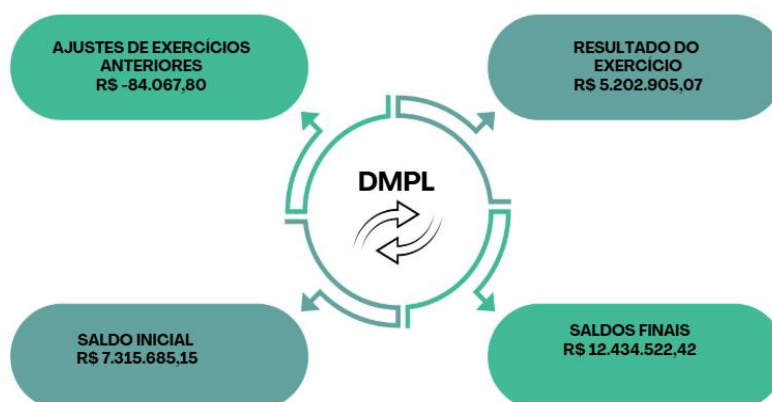 AJUSTES DE EXERCÍCIOS
ANTERIORES
R$ -84.067,80
RESULTADO DO
EXERCÍCIO
R$ 5.202.905,07
DMPL
SALDO INICIAL
R$ 7.315.685,15
SALDOS FINAIS
R$ 12.434.522,42